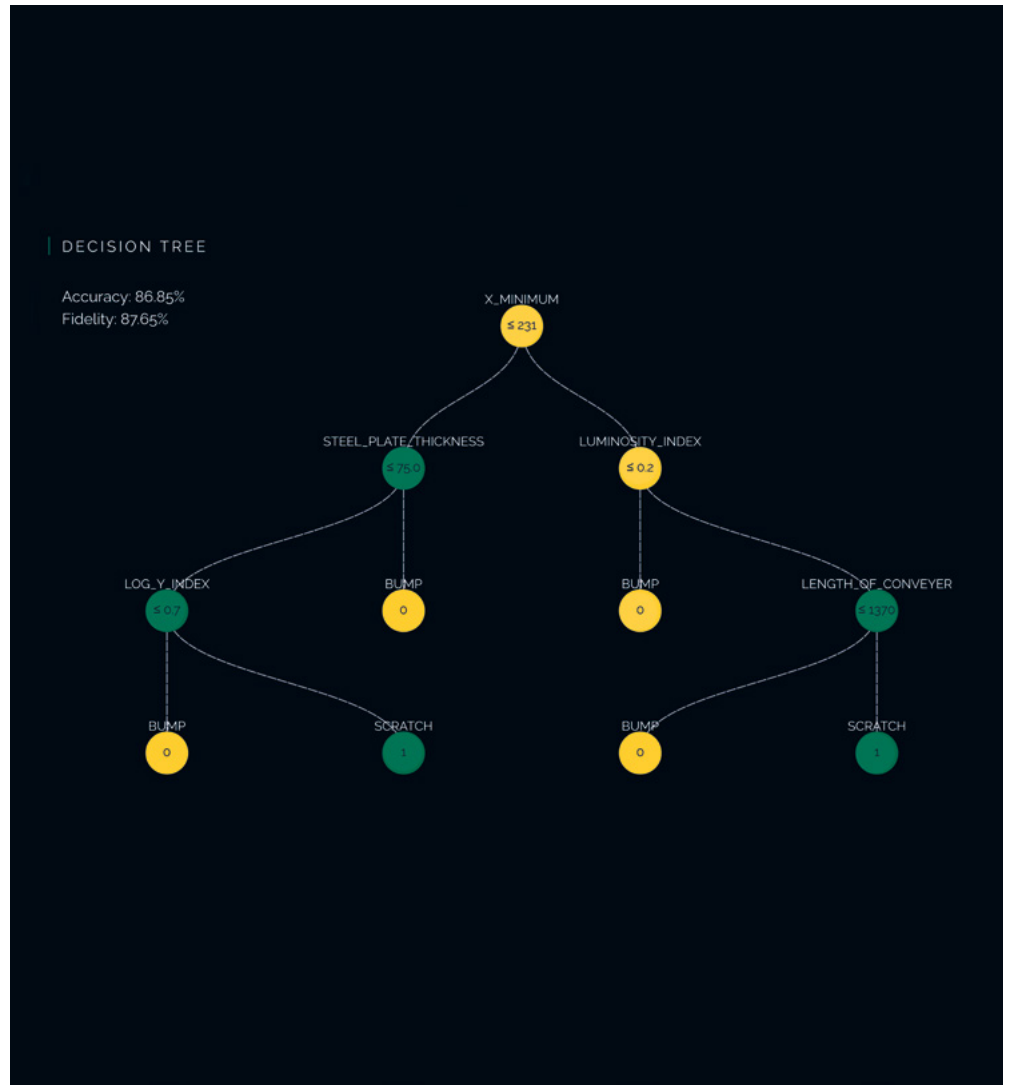 DECISION TREE
Accuracy: 86.85%
Fidelity: 87.65%
X_MINIMUM
≤ 231
STEEL_PLATE_THICKNESS
LUMINOSITY_INDEX
≤ 75.0
≤ 0.2
LOG_Y_INDEX
BUMP
BUMP
LENGTH_OF_CONVEYER
≤ 0.7
0
0
≤ 1370
BUMP
SCRATCH
BUMP
SCRATCH
0
1
0
1